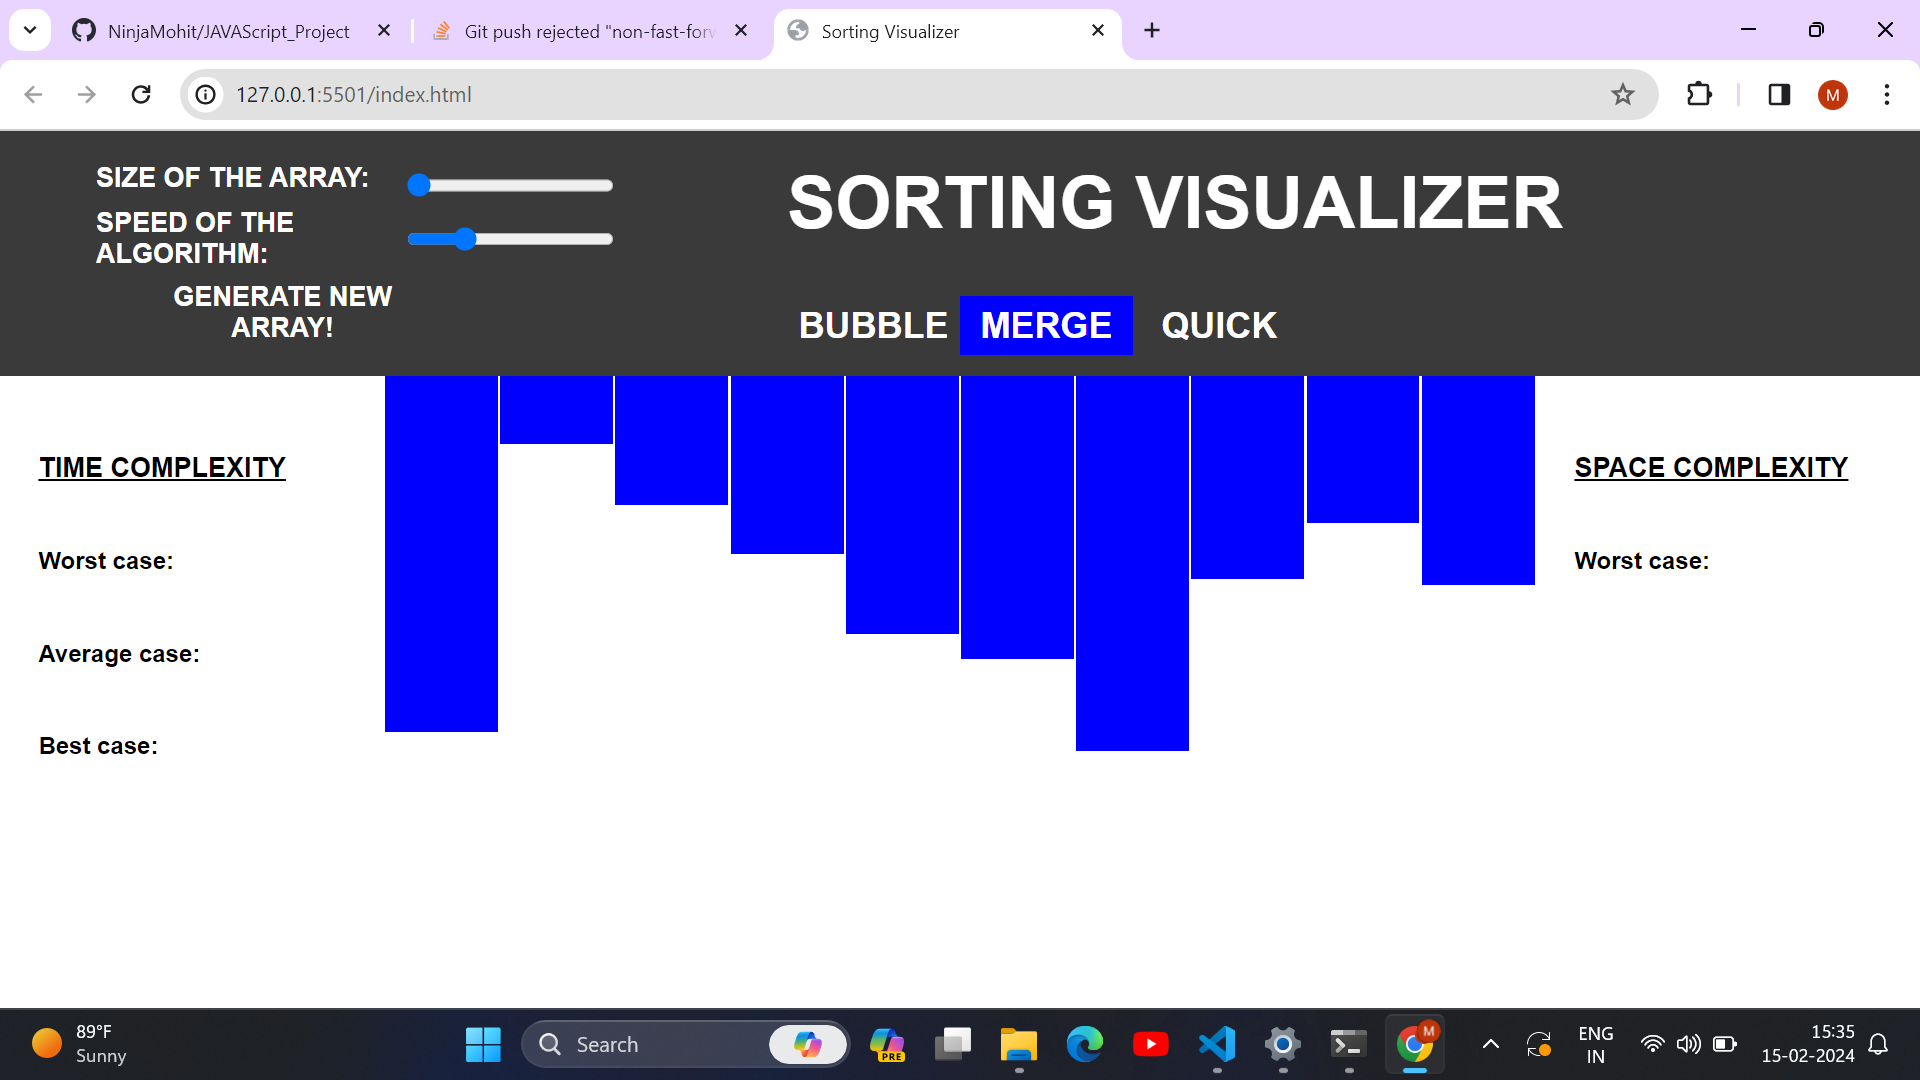 NinjaMohit/JAVAScript_Project
Git push rejected "non-fast-forw
Sorting Visualizer
127.0.0.1:5501/index.html
M
SIZE OF THE ARRAY:
SPEED OF THE
ALGORITHM:
GENERATE NEW
ARRAY!
SORTING VISUALIZER
BUBBLE
MERGE
QUICK
TIME COMPLEXITY
Worst case:
Average case:
Best case:
SPACE COMPLEXITY
Worst case:
89°F
Sunny
Search
PRE
M
ENG
IN
15:35
15-02-2024